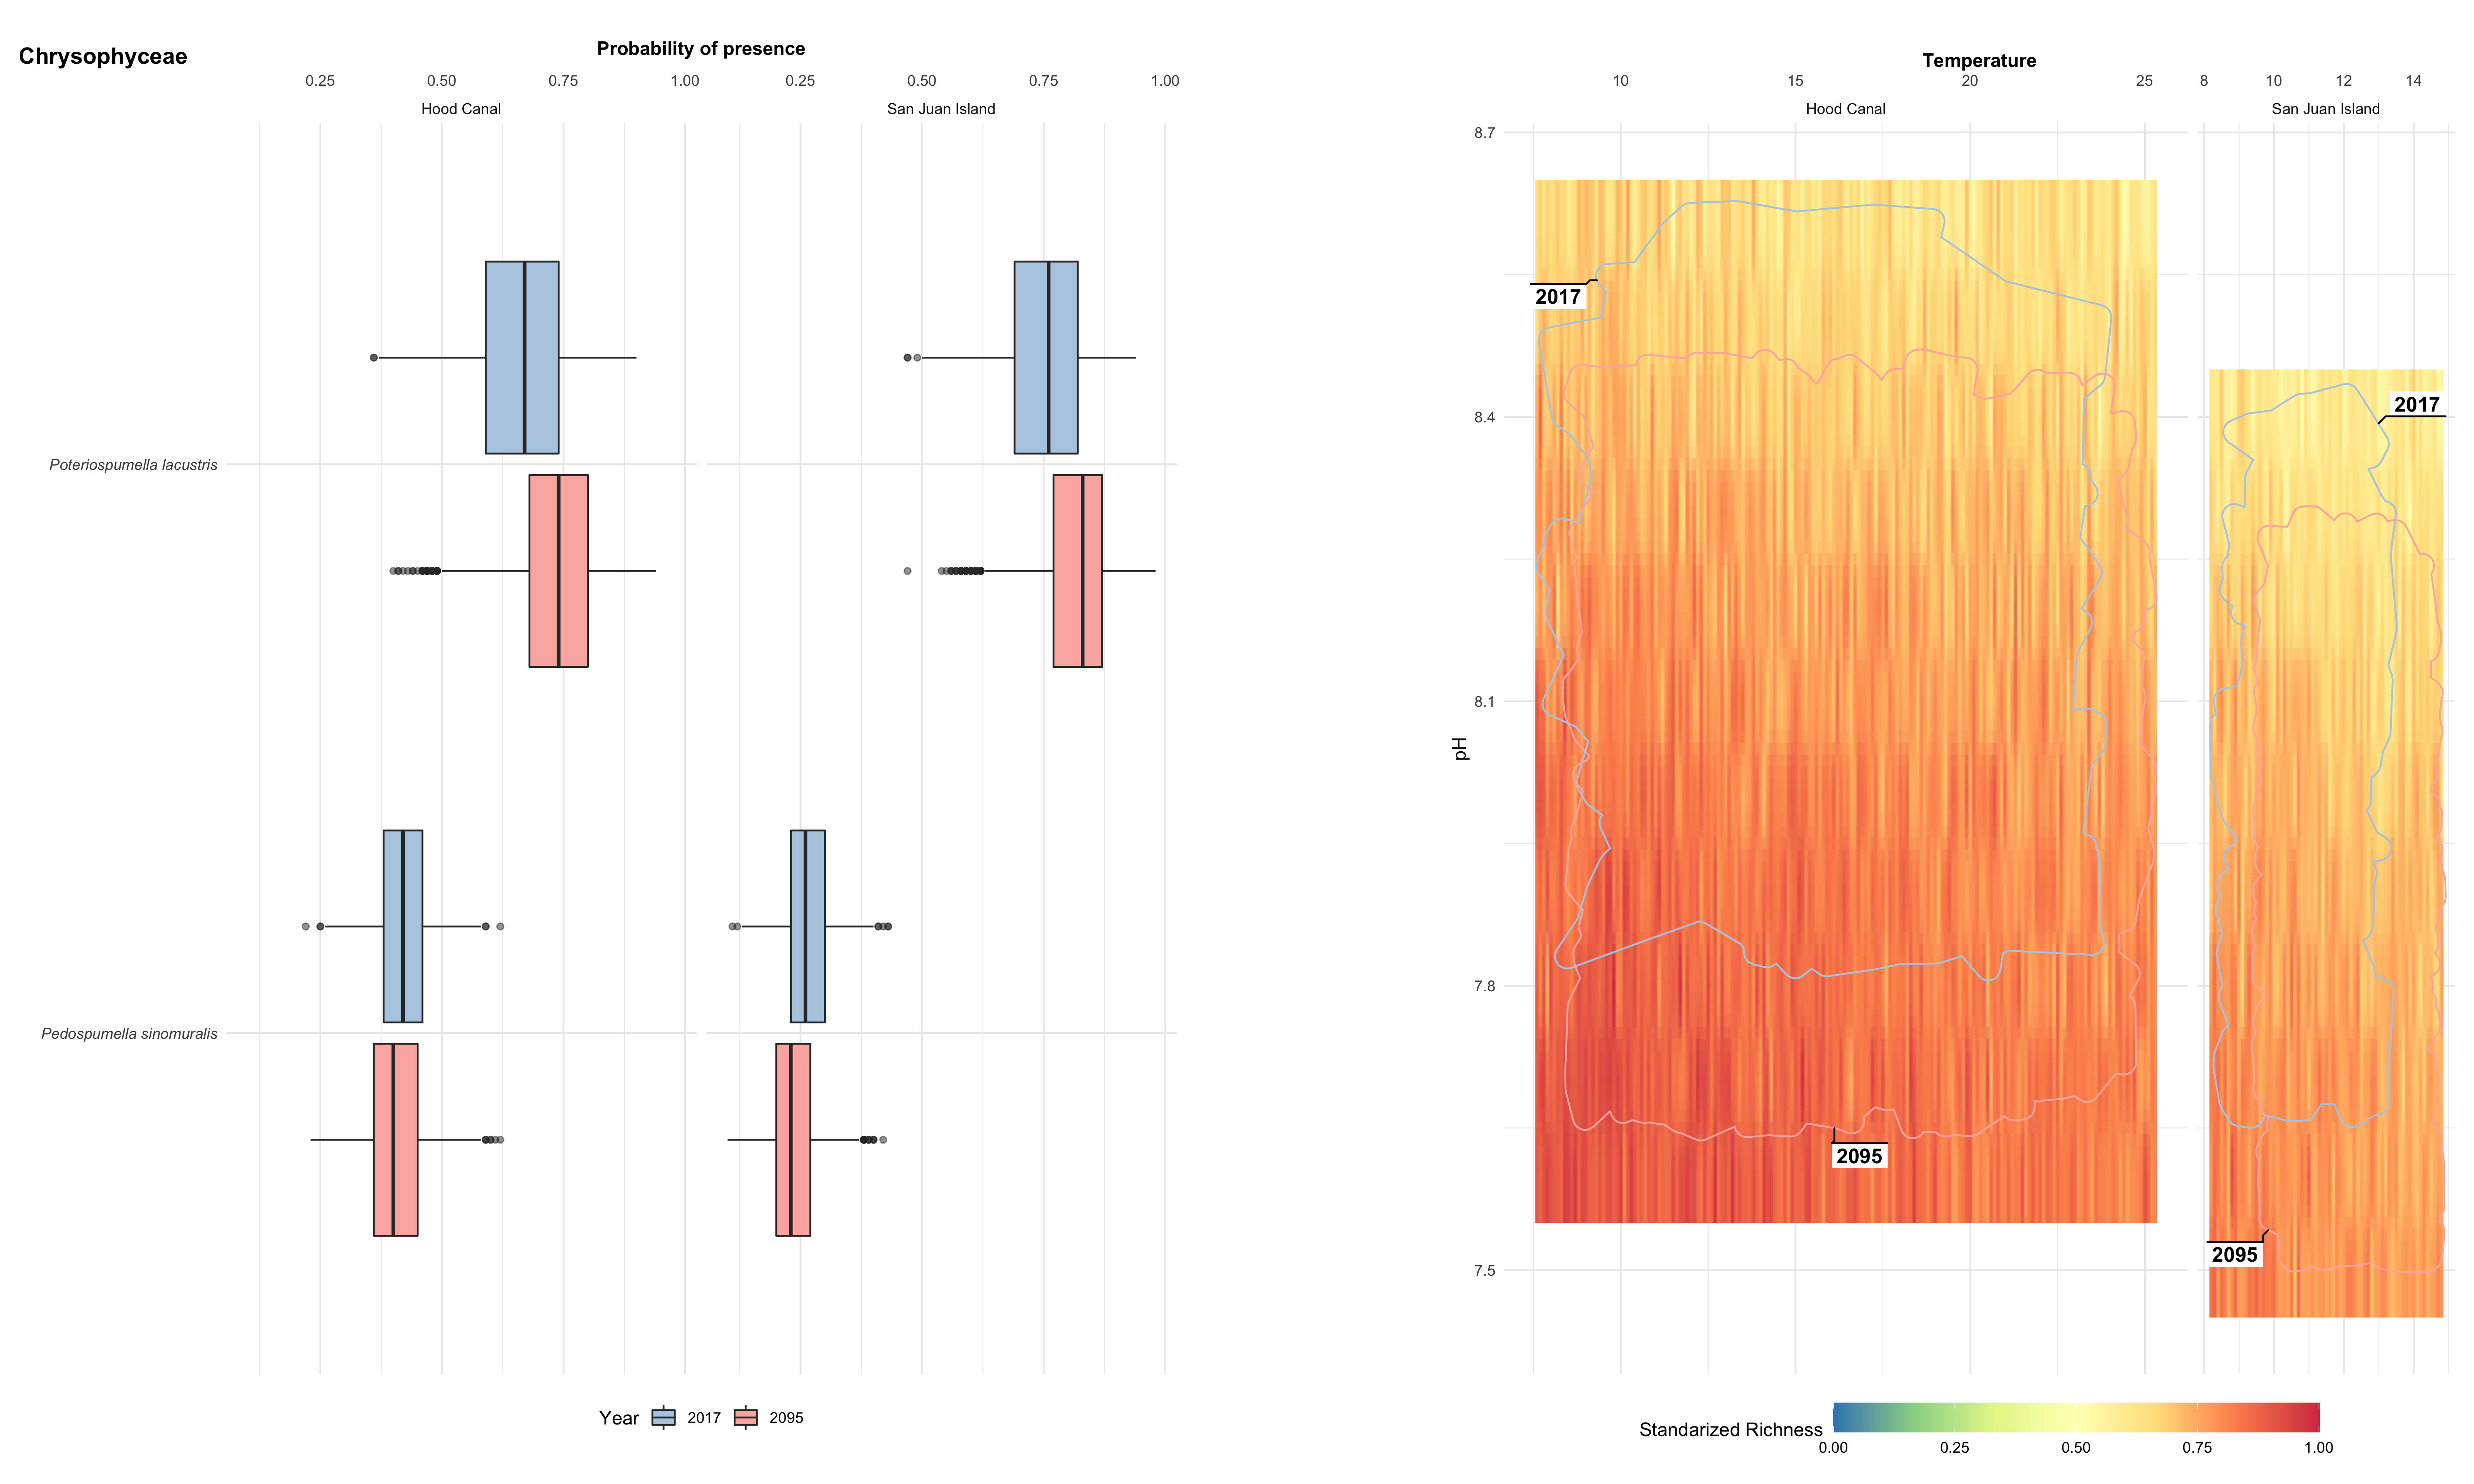 Chrysophyceae
Probability of presence
0.25 0.50 0.75 1.00 0.25 0.50 0.75 1.00
Hood Canal San Juan Island
Poteriospumella lacustris
Pedospumella sinomuralis
Year 2017 2095
Temperature
10 15 20 25 8 10 12 14
Hood Canal San Juan Island
8.7
8.4
8.1
7.8
7.5
pH
2017
2095
2017
2095
Standarized Richness
0.00 0.25 0.50 0.75 1.00